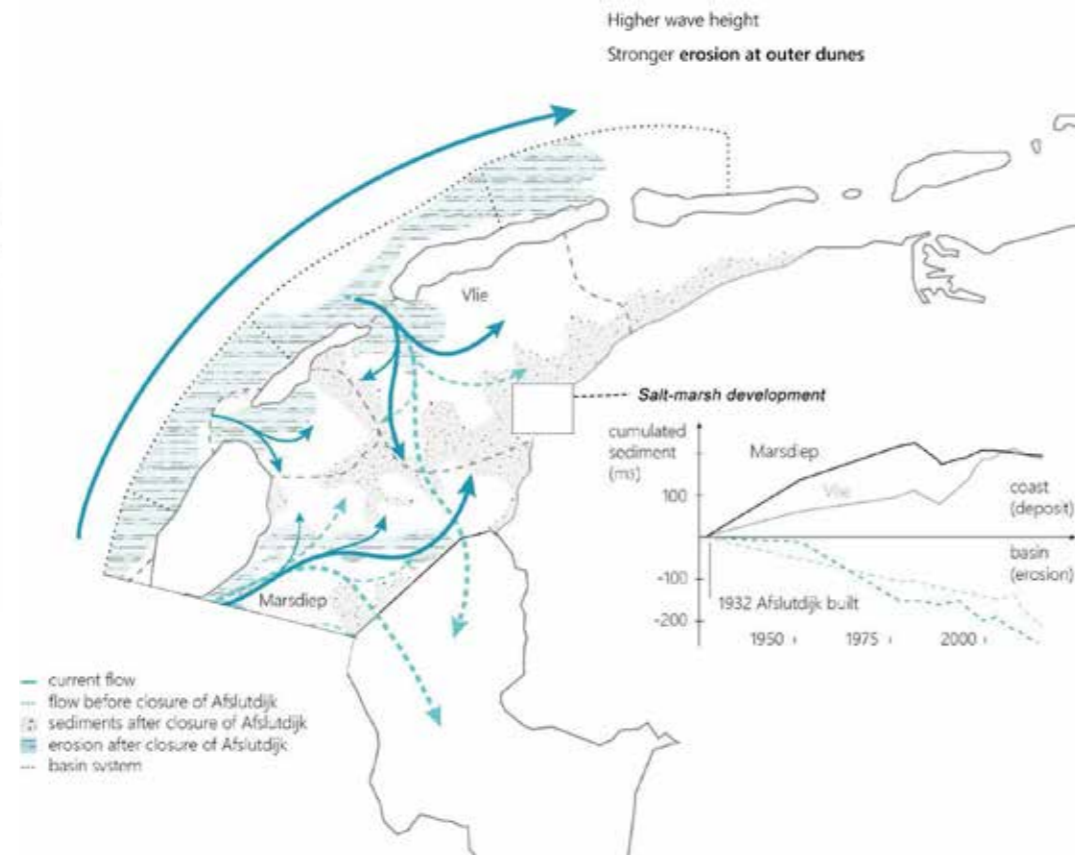 Higher wave height
Stronger erosion at outer dunes
Vlie
Salt-marsh development
cumulated
sediment
(m3)
Marsdiep
Vlie
coast
(deposit)
100
basin
(erosion)
-100
1932 Afslutdijk built
-200
1950
1975
2000
Marsdiep
current flow
flow before closure of Afslutdijk
sediments after closure of Afslutdijk
erosion after closure of Afslutdijk
basin system